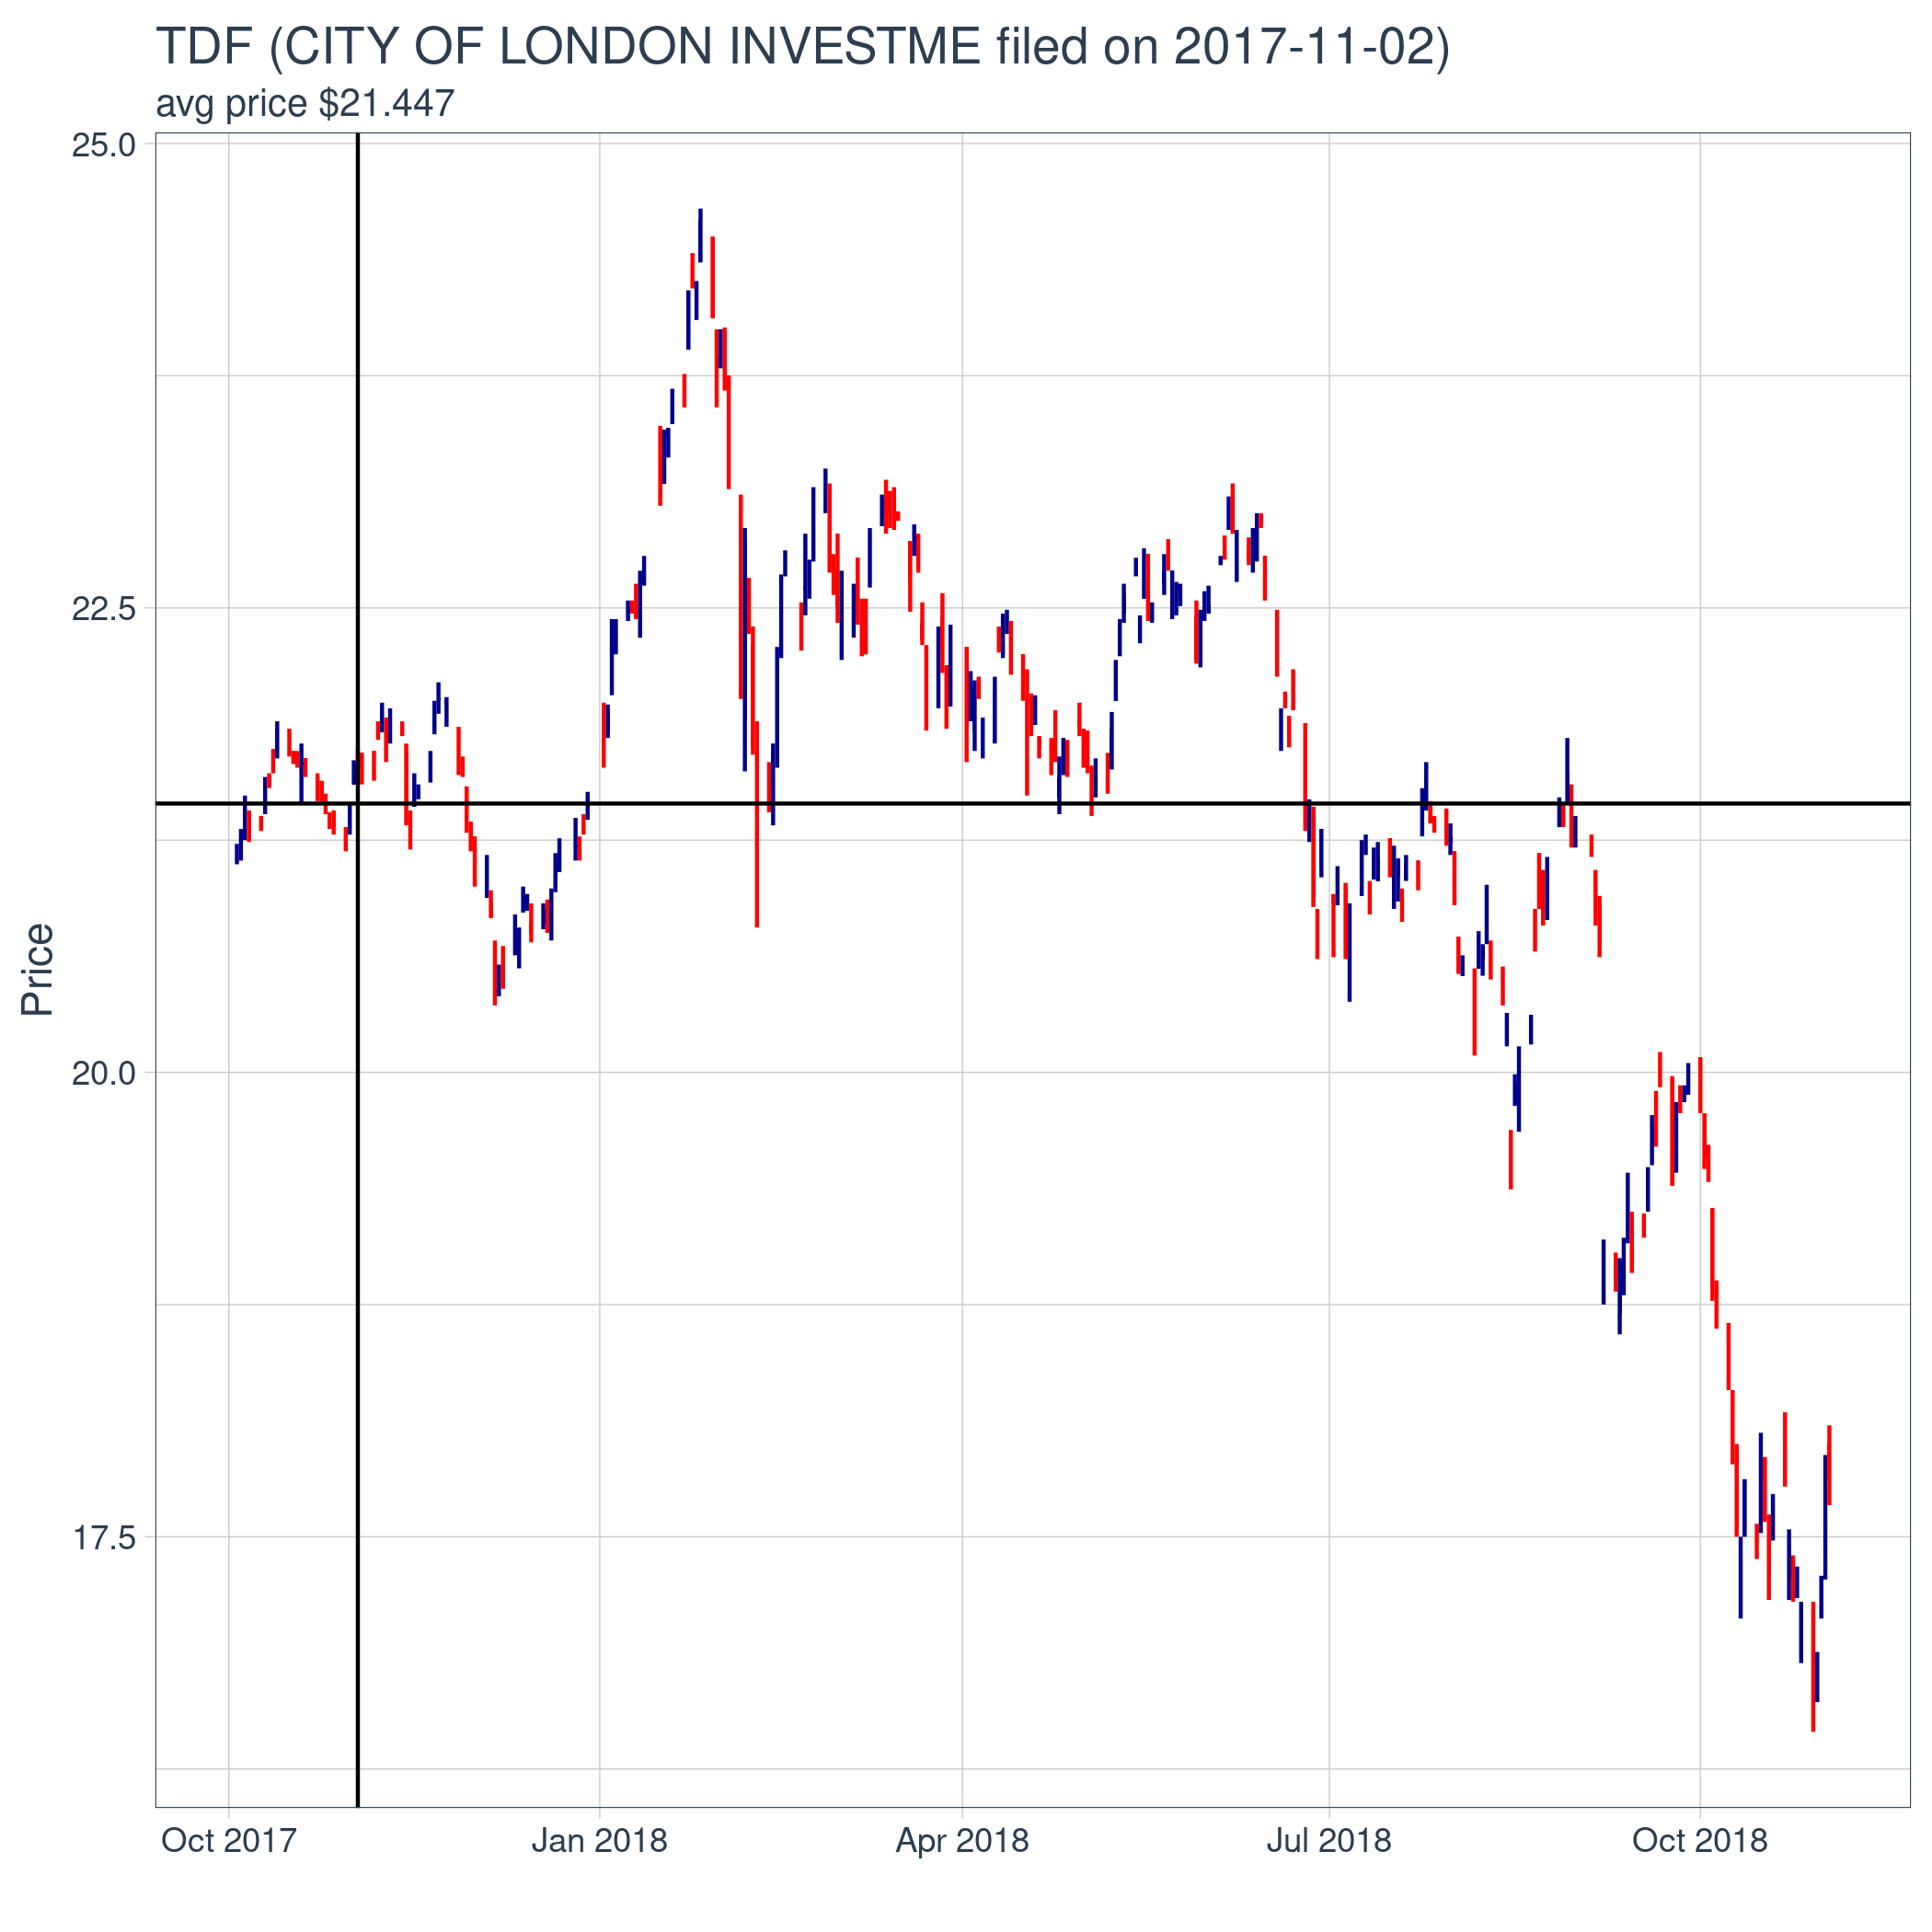 TDF (CITY OF LONDON INVESTME filed on 2017-11-02)
avg price $21.447
25.0
22.5
20.0
17.5
Price
Oct 2017
Jan 2018
Apr 2018
Jul 2018
Oct 2018